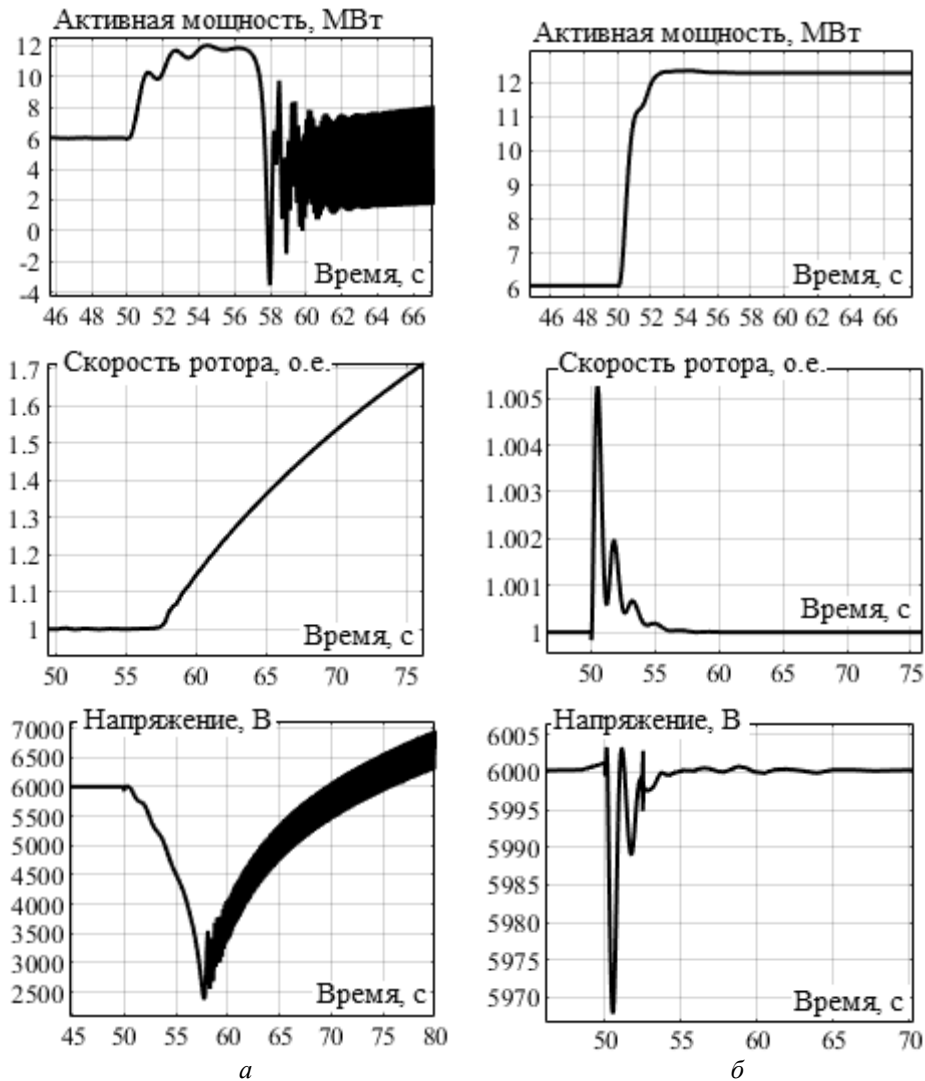 Активная мощность, МВт
12
10
8
6
4
2
0
-2
-4
Время, с
46 48 50 52 54 56 58 60 62 64 66
Активная мощность, МВт
12
11
10
9
8
7
6
Время, с
46 48 50 52 54 56 58 60 62 64 66
Скорость ротора, о.е.
1.7
1.6
1.5
1.4
1.3
1.2
1.1
1
Время, с
50 55 60 65 70 75
Скорость ротора, о.е.
1.005
1.004
1.003
1.002
1.001
1
Время, с
50 55 60 65 70 75
Напряжение, В
7000
6500
6000
5500
5000
4500
4000
3500
3000
2500
Время, с
45 50 55 60 65 70 75 80
а
Напряжение, В
6005
6000
5995
5990
5985
5980
5975
5970
Время, с
50 55 60 65 70
б